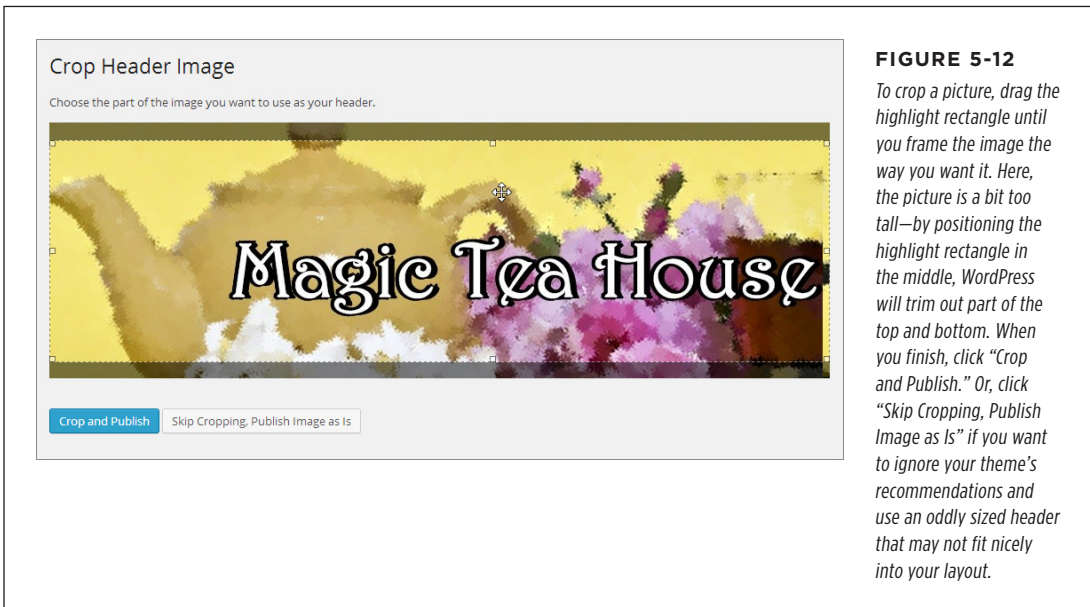 Crop Header Image
Choose the part of the image you want to use as your header.
Magic Tea House
Crop and Publish
Skip Cropping, Publish Image as Is
FIGURE 5-12
To crop a picture, drag the
highlight rectangle until
you frame the image the
way you want it. Here,
the picture is a bit too
tall—by positioning the
highlight rectangle in
the middle, WordPress
will trim out part of the
top and bottom. When
you finish, click “Crop
and Publish.” Or, click
“Skip Cropping, Publish
Image as Is” if you want
to ignore your theme’s
recommendations and
use an oddly sized header
that may not fit nicely
into your layout.